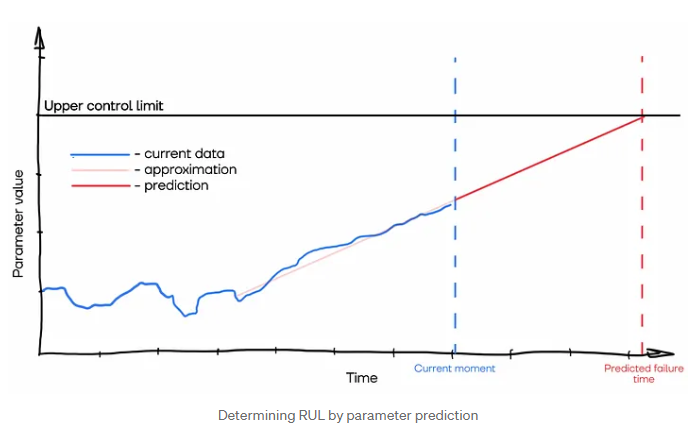 Upper control limit
- current data
- approximation
- prediction
Parameter value
Time
Current moment
Predicted failure
time
Determining RUL by parameter prediction